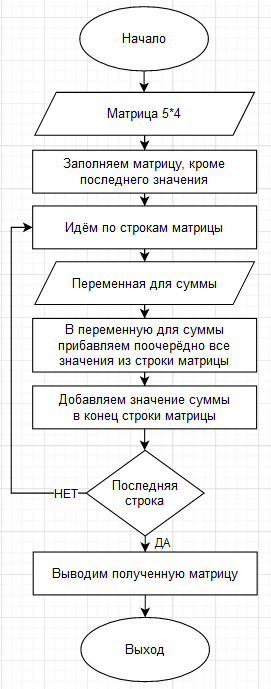 Начало
Матрица 5*4
Заполняем матрицу, кроме
последнего значения
Идём по строкам матрицы
Переменная для суммы
В переменную для суммы
прибавляем поочерёдно все
значения из строки матрицы
Добавляем значение суммы
в конец строки матрицы
Последняя
строка
НЕТ
ДА
Выводим полученную матрицу
Выход